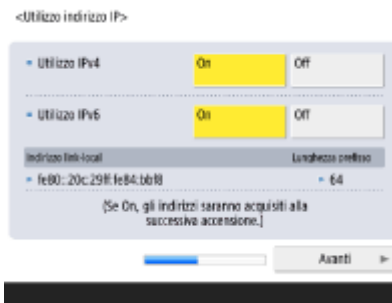 <Utilizzo indirizzo IP>
Utilizzo IPv4 On Off
Utilizzo IPv6 On Off
Indirizzo link-local Lunghezza prefisso
fe80::20c:29ff:fe84:bbf8 64
(Se On, gli indirizzi saranno acquisiti alla
successiva accensione.)
Avanti